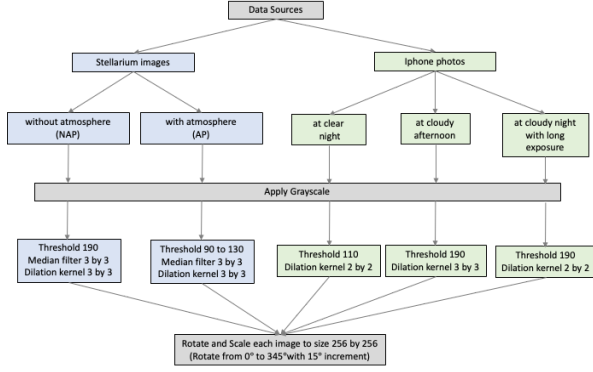 Data Sources
Stellarium images
Iphone photos
without atmosphere
(NAP)
with atmosphere
(AP)
at clear
night
at cloudy
afternoon
at cloudy night
with long
exposure
Apply Grayscale
Threshold 190
Median filter 3 by 3
Dilation kernel 3 by 3
Threshold 90 to 130
Median filter 3 by 3
Dilation kernel 3 by 3
Threshold 110
Dilation kernel 2 by 2
Threshold 190
Dilation kernel 3 by 3
Threshold 190
Dilation kernel 2 by 2
Rotate and Scale each image to size 256 by 256
(Rotate from 0° to 345°with 15° increment)